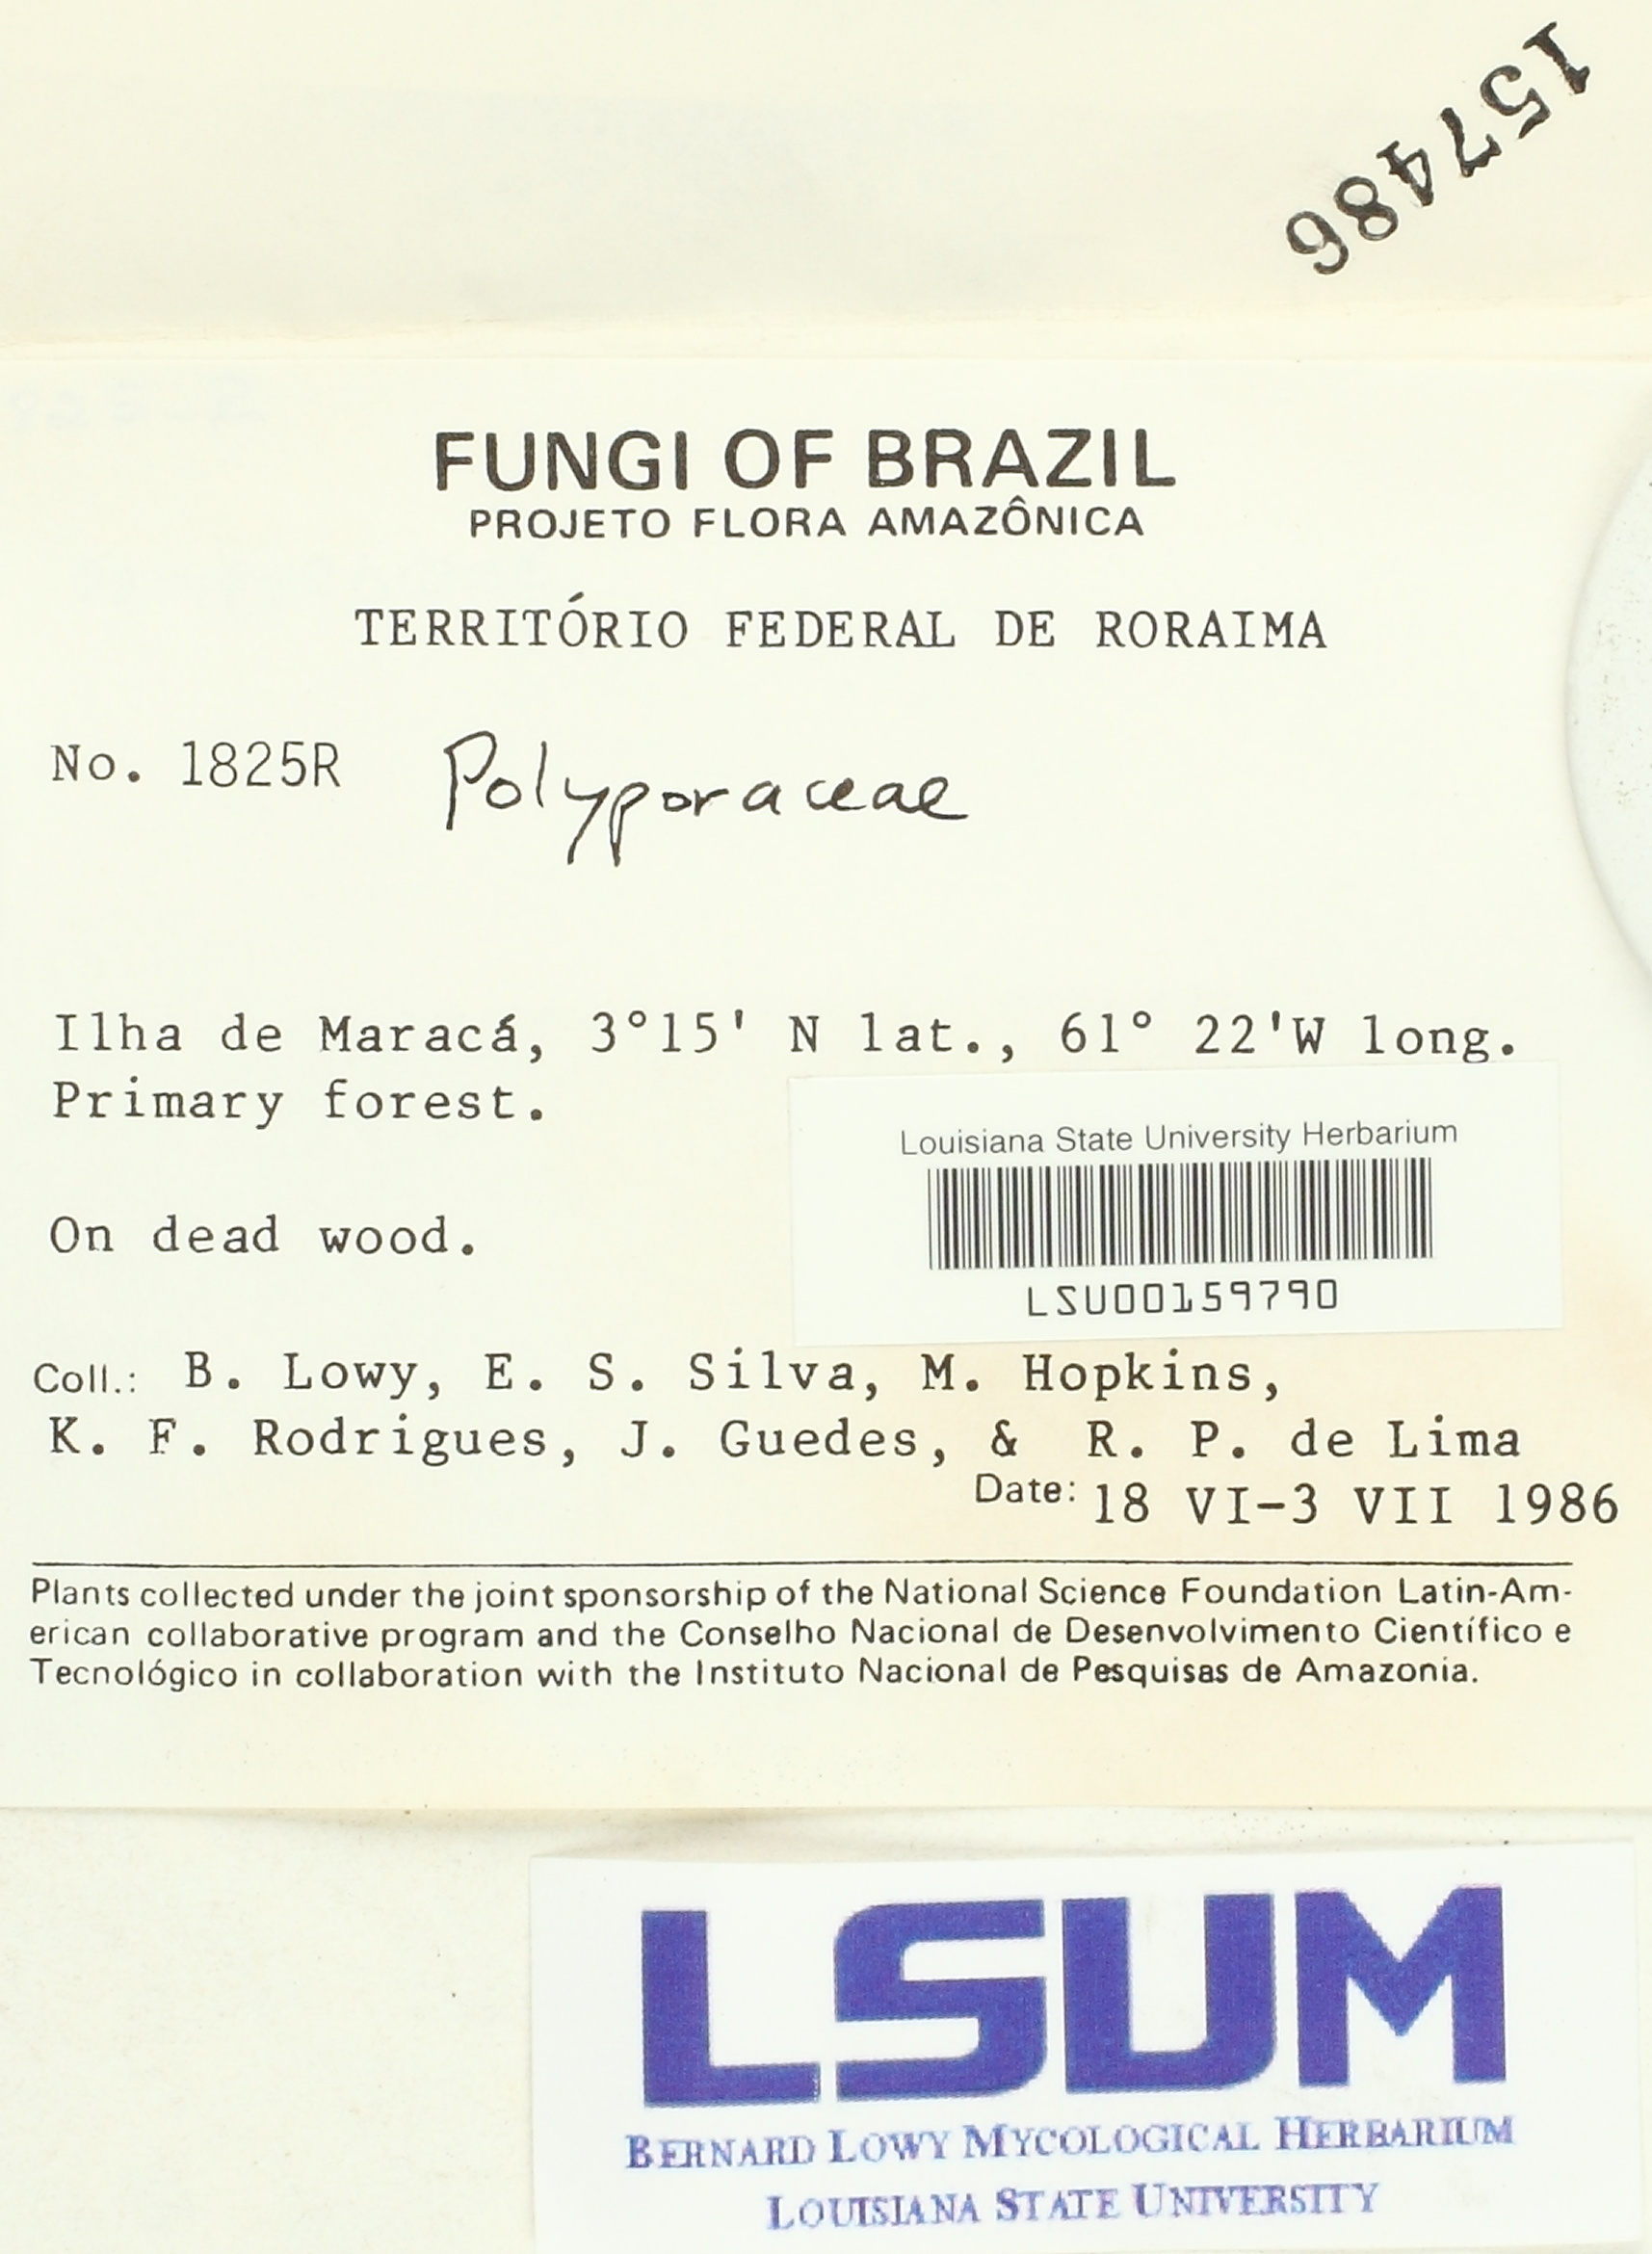 157486
FUNGI OF BRAZIL
PROJETO FLORA AMAZÔNICA
TERRITÓRIO FEDERAL DE RORAIMA
No. 1825R Polyporaceae
Ilha de Maracá, 3°15' N lat., 61° 22'W long.
Primary forest.
Louisiana State University Herbarium
On dead wood.
LSU00159790
Coll.: B. Lowy, E. S. Silva, M. Hopkins,
K. F. Rodrigues, J. Guedes, & R. P. de Lima
Date: 18 VI-3 VII 1986
Plants collected under the joint sponsorship of the National Science Foundation Latin-Am-
erican collaborative program and the Conselho Nacional de Desenvolvimento Científico e
Tecnológico in collaboration with the Instituto Nacional de Pesquisas de Amazonia.
LSUM
BERNARD LOWY MYCOLOGICAL HERBARIUM
LOUISIANA STATE UNIVERSITY